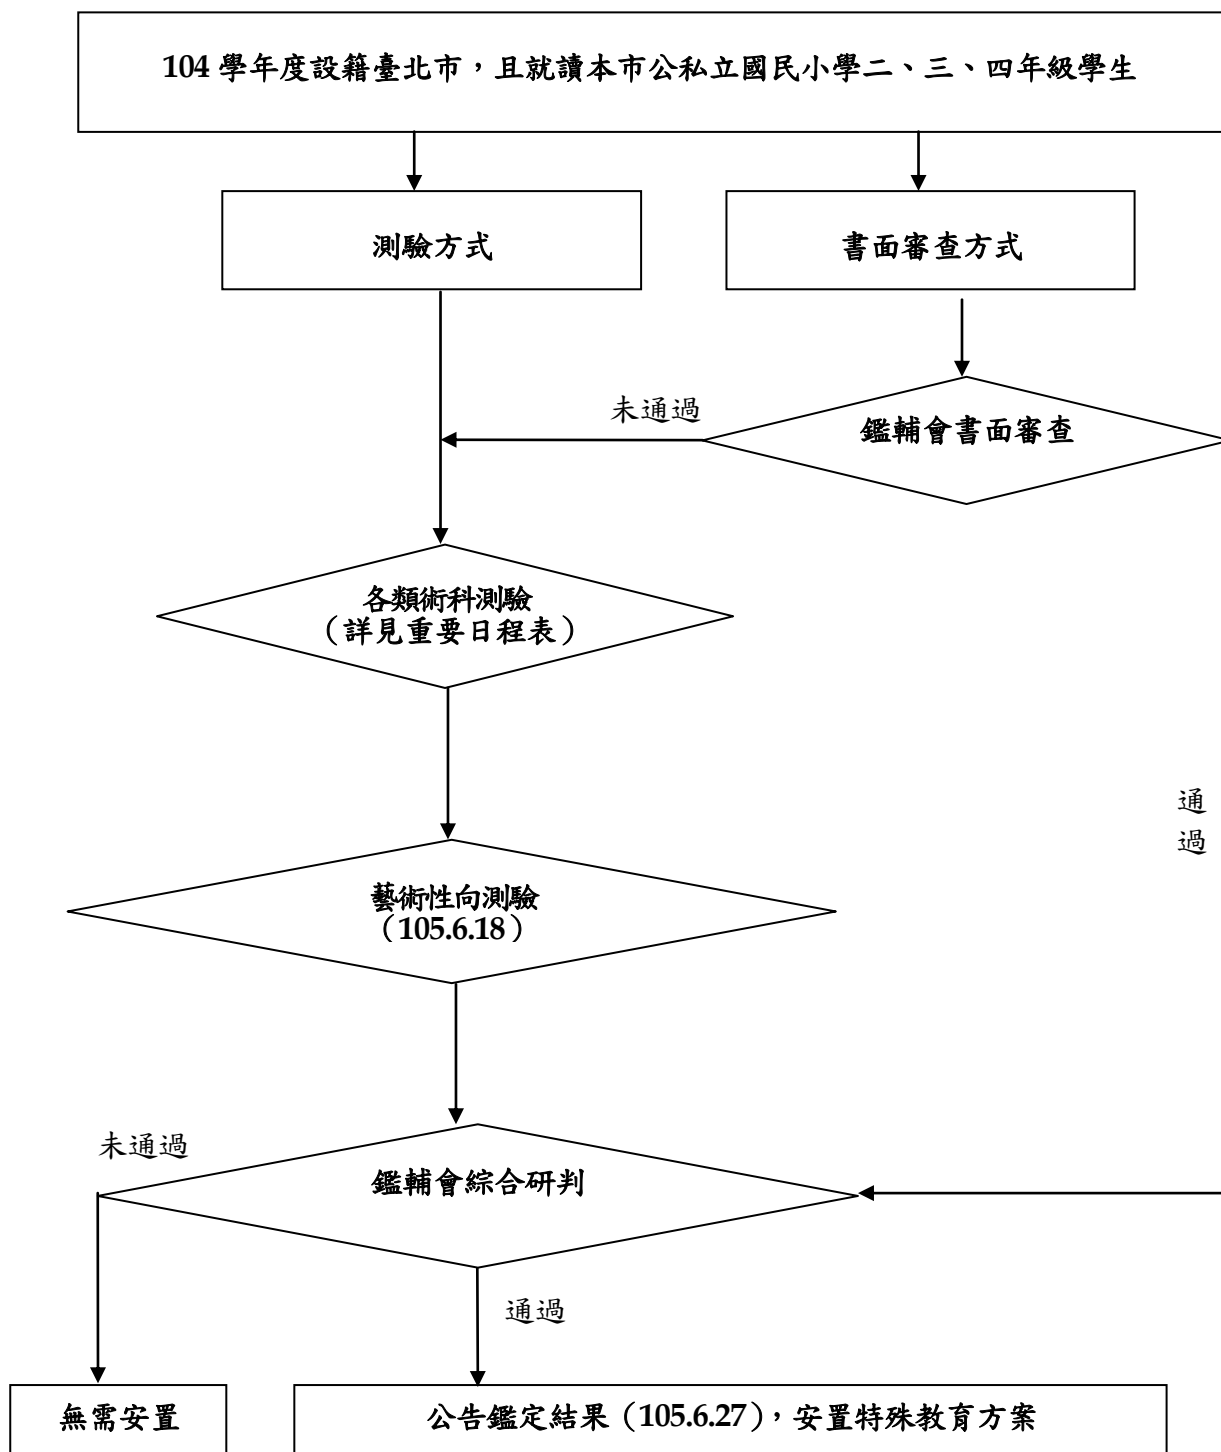 104 學年度設籍臺北市，且就讀本市公私立國民小學二、三、四年級學生
測驗方式
書面審查方式
未通過
鑑輔會書面審查
各類術科測驗
（詳見重要日程表）
通
過
藝術性向測驗
（105.6.18）
未通過
鑑輔會綜合研判
通過
無需安置
公告鑑定結果（105.6.27），安置特殊教育方案